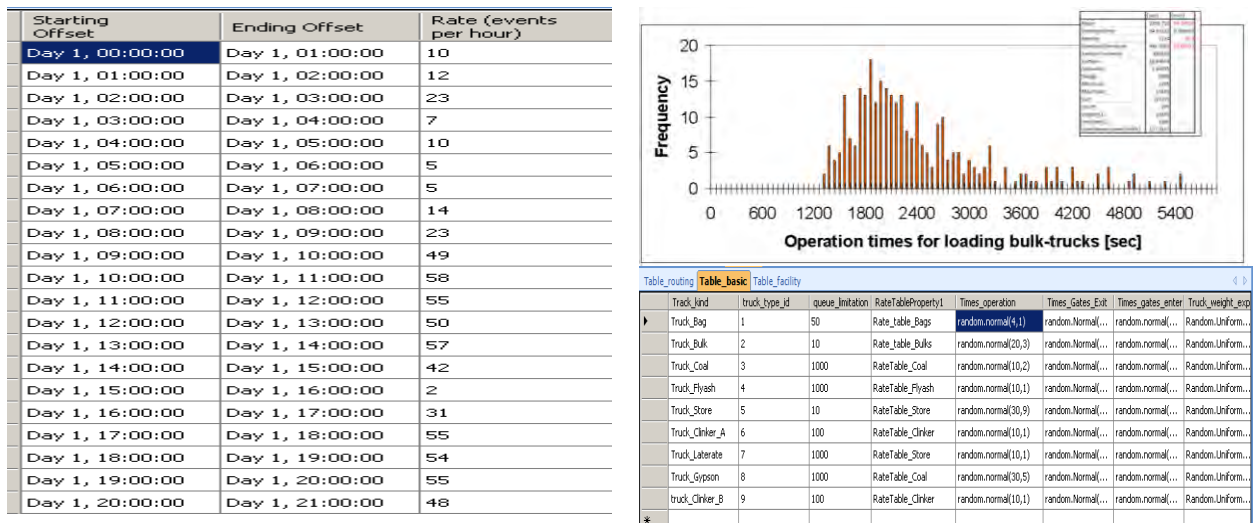 Starting Offset Ending Offset Rate (events per hour)
Day 1, 00:00:00 Day 1, 01:00:00 10
Day 1, 01:00:00 Day 1, 02:00:00 12
Day 1, 02:00:00 Day 1, 03:00:00 23
Day 1, 03:00:00 Day 1, 04:00:00 7
Day 1, 04:00:00 Day 1, 05:00:00 10
Day 1, 05:00:00 Day 1, 06:00:00 5
Day 1, 06:00:00 Day 1, 07:00:00 5
Day 1, 07:00:00 Day 1, 08:00:00 14
Day 1, 08:00:00 Day 1, 09:00:00 23
Day 1, 09:00:00 Day 1, 10:00:00 49
Day 1, 10:00:00 Day 1, 11:00:00 58
Day 1, 11:00:00 Day 1, 12:00:00 55
Day 1, 12:00:00 Day 1, 13:00:00 50
Day 1, 13:00:00 Day 1, 14:00:00 57
Day 1, 14:00:00 Day 1, 15:00:00 42
Day 1, 15:00:00 Day 1, 16:00:00 2
Day 1, 16:00:00 Day 1, 17:00:00 31
Day 1, 17:00:00 Day 1, 18:00:00 55
Day 1, 18:00:00 Day 1, 19:00:00 54
Day 1, 19:00:00 Day 1, 20:00:00 55
Day 1, 20:00:00 Day 1, 21:00:00 48
Frequency
20
15
10
5
0
0 600 1200 1800 2400 3000 3600 4200 4800 5400
Operation times for loading bulk-trucks [sec]
Table_routing Table_basic Table_facility
Track_kind truck_type_id queue_limitation RateTableProperty1 Times_operation Times_Gates_Exit Times_gates_enter Truck_weight_exp
Truck_Bag 1 50 Rate_table_Bags random.normal(4,1) random.Normal(... random.normal(... Random.Uniform...
Truck_Bulk 2 10 Rate_table_Bulks random.normal(20,3) random.Normal(... random.normal(... Random.Uniform...
Truck_Coal 3 1000 RateTable_Coal random.normal(10,2) random.Normal(... random.normal(... Random.Uniform...
Truck_Flyash 4 1000 RateTable_Flyash random.normal(10,1) random.Normal(... random.normal(... Random.Uniform...
Truck_Store 5 10 RateTable_Store random.normal(30,9) random.Normal(... random.normal(... Random.Uniform...
Truck_Clinker_A 6 100 RateTable_Clinker random.normal(10,1) random.Normal(... random.normal(... Random.Uniform...
Truck_Laterate 7 1000 RateTable_Store random.normal(10,1) random.Normal(... random.normal(... Random.Uniform...
Truck_Gypson 8 1000 RateTable_Coal random.normal(30,5) random.Normal(... random.normal(... Random.Uniform...
truck_Clinker_B 9 100 RateTable_Clinker random.normal(10,1) random.Normal(... random.normal(... Random.Uniform...